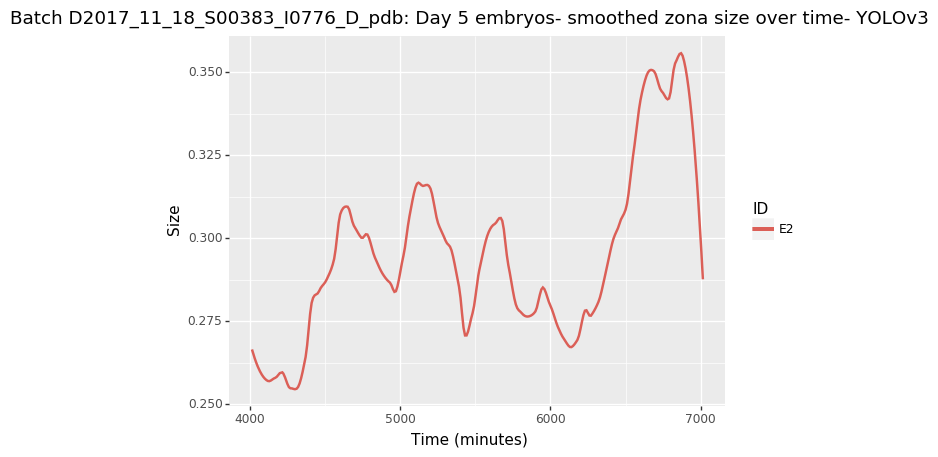 Batch D2017_11_18_S00383_I0776_D_pdb: Day 5 embryos- smoothed zona size over time- YOLOv3
0.350
0.325
0.300
0.275
0.250
Size
4000 5000 6000 7000
Time (minutes)
ID
E2